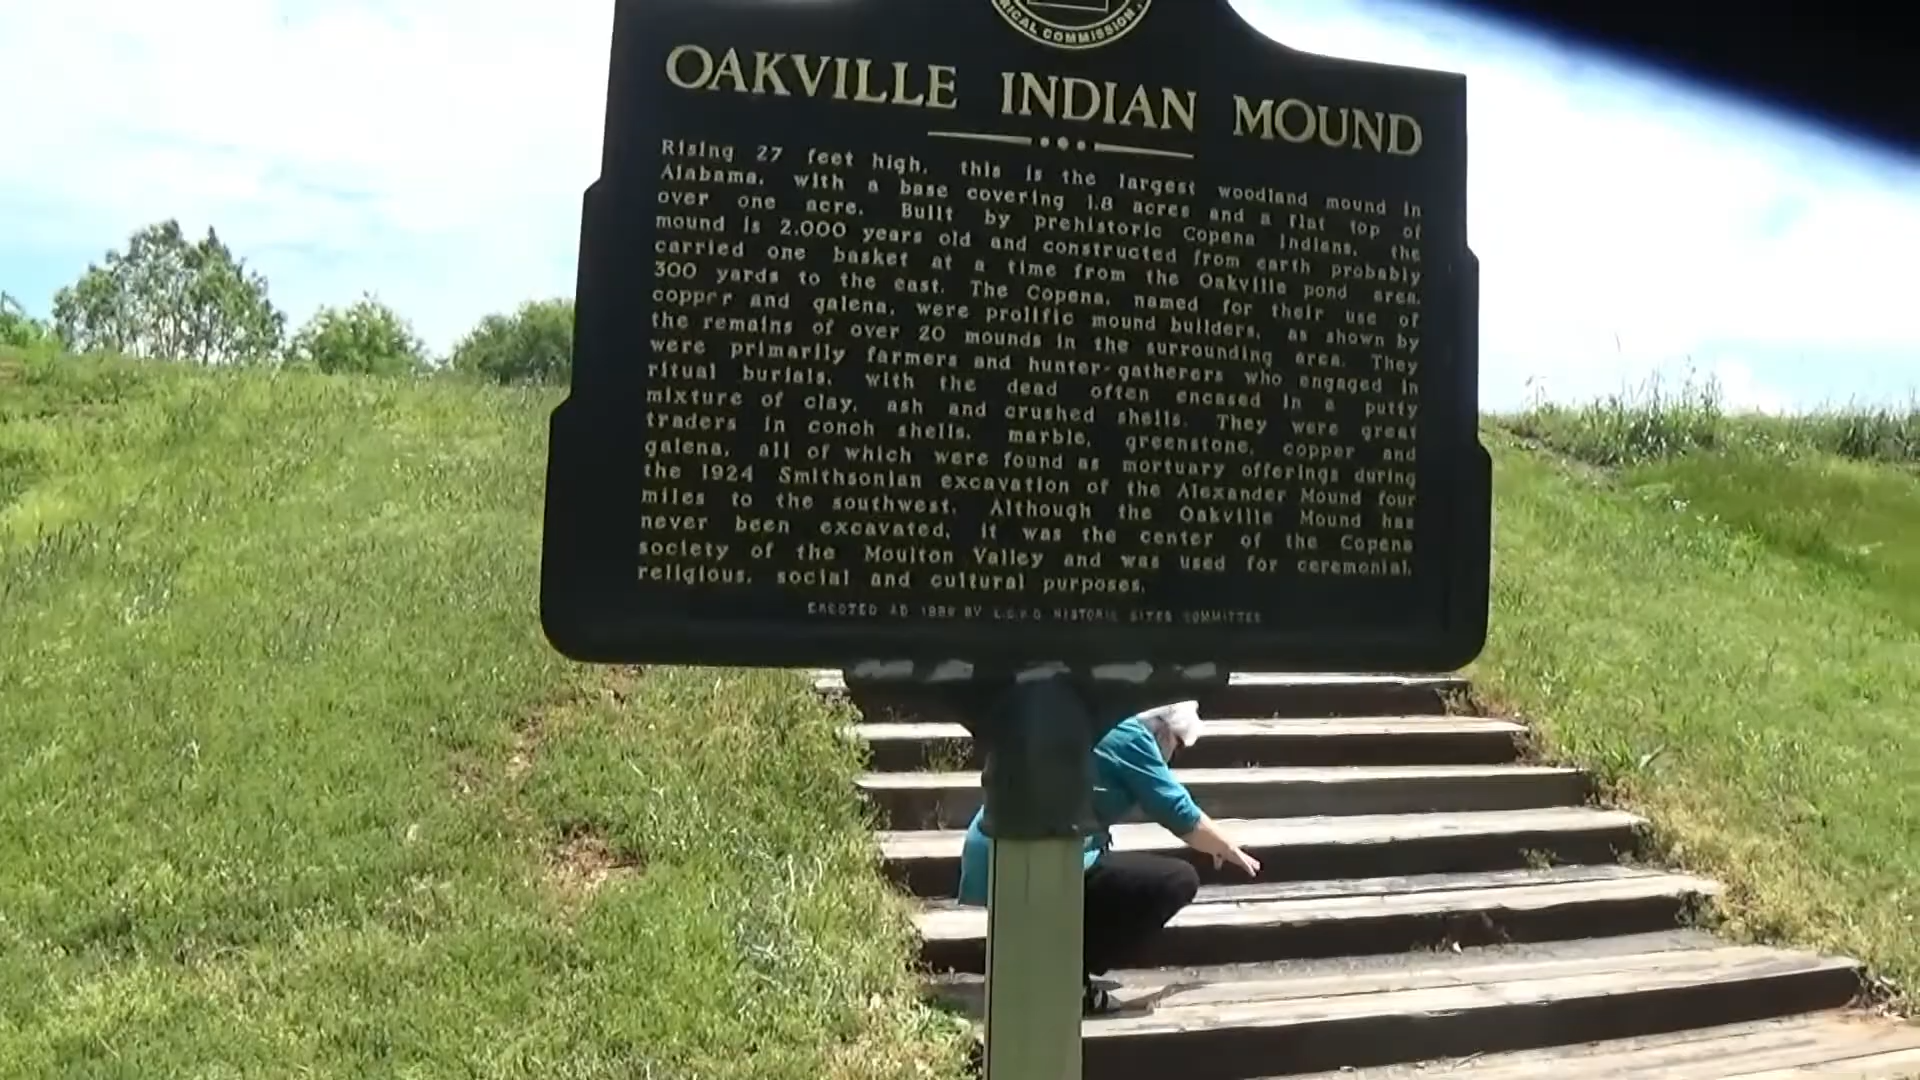 RICAL COMMISSION
OAKVILLE INDIAN MOUND
Rising 27 feet high, this is the largest woodland mound in
Alabama, with a base covering 1.8 acres and a flat top of
over one acre. Built by prehistoric Copena Indians, the
mound is 2,000 years old and constructed from earth probably
carried one basket at a time from the Oakville pond area,
300 yards to the east. The Copena, named for their use of
copper and galena, were prolific mound builders, as shown by
the remains of over 20 mounds in the surrounding area. They
were primarily farmers and hunter-gatherers who engaged in
ritual burials, with the dead often encased in a putty
mixture of clay, ash and crushed shells. They were great
traders in conch shells, marble, greenstone, copper and
galena, all of which were found as mortuary offerings during
the 1924 Smithsonian excavation of the Alexander Mound four
miles to the southwest. Although the Oakville Mound has
never been excavated, it was the center of the Copena
society of the Moulton Valley and was used for ceremonial,
religious, social and cultural purposes.
ERECTED AD BY HISTORIC SITES COMMITTEE